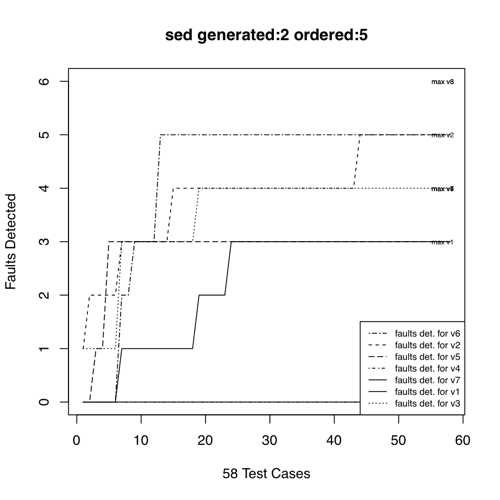 sed generated:2 ordered:5
Faults Detected
6
5
4
3
2
1
0
max v2
max v1
faults det. for v6
faults det. for v2
faults det. for v5
faults det. for v4
faults det. for v7
faults det. for v1
faults det. for v3
0 10 20 30 40 50 60
58 Test Cases